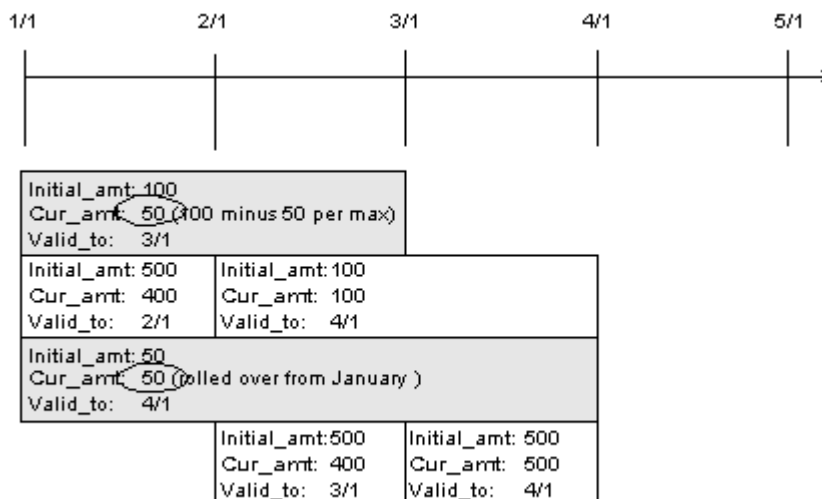 1/1 2/1 3/1 4/1 5/1
Initial_amt: 100
Cur_amt: 50 (100 minus 50 per max)
Valid_to: 3/1
Initial_amt: 500
Cur_amt: 400
Valid_to: 2/1
Initial_amt: 100
Cur_amt: 100
Valid_to: 4/1
Initial_amt: 50
Cur_amt: 50 (rolled over from January )
Valid_to: 4/1
Initial_amt: 500
Cur_amt: 400
Valid_to: 3/1
Initial_amt: 500
Cur_amt: 500
Valid_to: 4/1